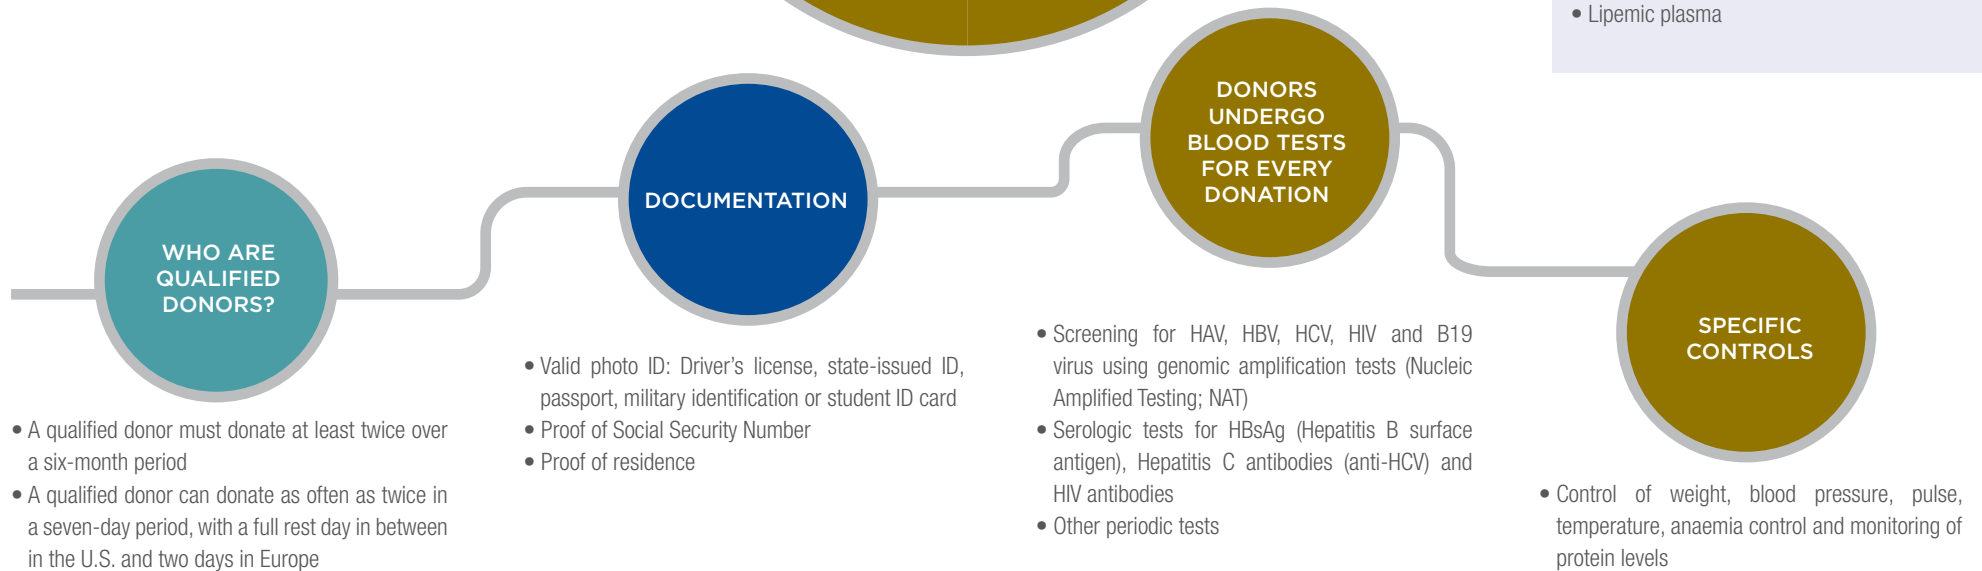 • Lipemic plasma
WHO ARE
QUALIFIED
DONORS?
• A qualified donor must donate at least twice over
a six-month period
• A qualified donor can donate as often as twice in
a seven-day period, with a full rest day in between
in the U.S. and two days in Europe
DOCUMENTATION
• Valid photo ID: Driver’s license, state-issued ID,
passport, military identification or student ID card
• Proof of Social Security Number
• Proof of residence
DONORS
UNDERGO
BLOOD TESTS
FOR EVERY
DONATION
• Screening for HAV, HBV, HCV, HIV and B19
virus using genomic amplification tests (Nucleic
Amplified Testing; NAT)
• Serologic tests for HBsAg (Hepatitis B surface
antigen), Hepatitis C antibodies (anti-HCV) and
HIV antibodies
• Other periodic tests
SPECIFIC
CONTROLS
• Control of weight, blood pressure, pulse,
temperature, anaemia control and monitoring of
protein levels